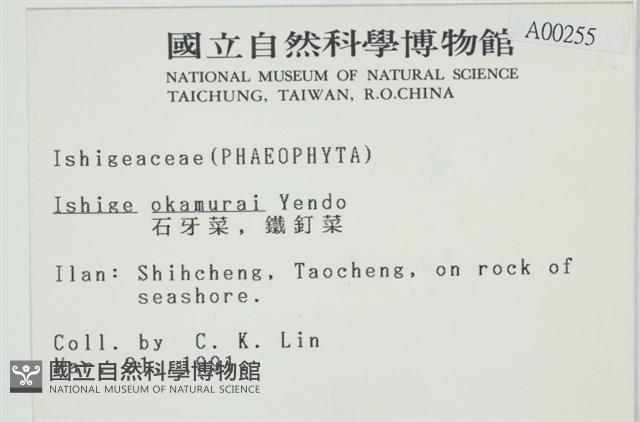 國立自然科學博物館
A00255
NATIONAL MUSEUM OF NATURAL SCIENCE
TAICHUNG, TAIWAN, R.O.CHINA
Ishigeaceae(PHAEOPHYTA)
Ishige okamurai Yendo
石牙菜, 鐵釘菜
Ilan: Shihcheng, Taocheng, on rock of
seashore.
Coll. by C. K. Lin
1991
國立自然科學博物館
NATIONAL MUSEUM OF NATURAL SCIENCE